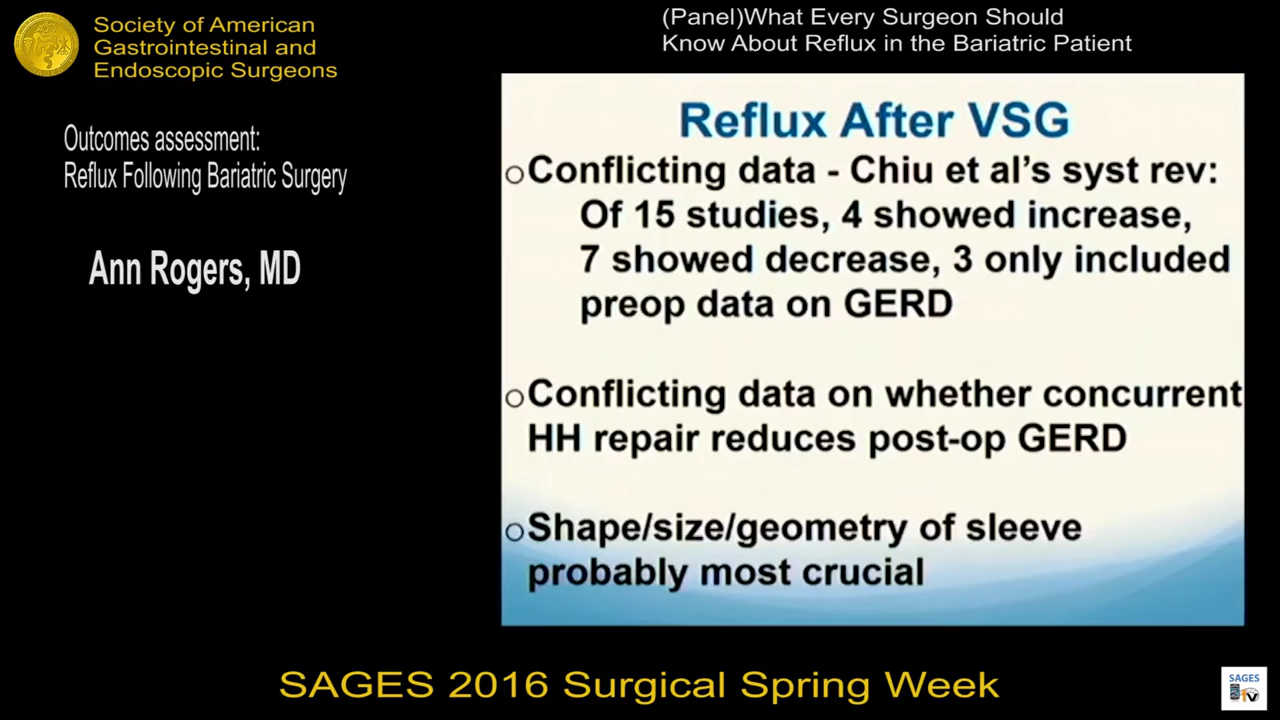 Society of American
Gastrointestinal and
Endoscopic Surgeons
(Panel)What Every Surgeon Should
Know About Reflux in the Bariatric Patient
Outcomes assessment:
Reflux Following Bariatric Surgery
Ann Rogers, MD
Reflux After VSG
Conflicting data - Chiu et al's syst rev:
Of 15 studies, 4 showed increase,
7 showed decrease, 3 only included
preop data on GERD
Conflicting data on whether concurrent
HH repair reduces post-op GERD
Shape/size/geometry of sleeve
probably most crucial
SAGES 2016 Surgical Spring Week
SAGES